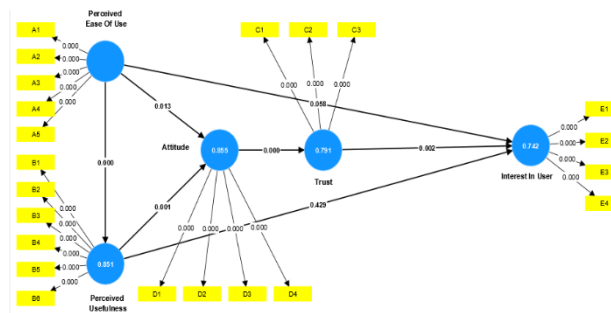 Perceived
Ease Of Use
A1
A2
A3
A4
A5
0.000
0.000
0.000
0.000
0.000
C1
C2
C3
0.000
0.000
0.000
0.013
0.058
0.000
Attitude
0.855
0.000
0.791
Trust
0.002
0.742
Interest In User
E1
E2
E3
E4
0.000
0.000
0.000
0.000
B1
B2
B3
B4
B5
B6
0.000
0.000
0.000
0.000
0.000
0.000
0.001
0.429
0.851
Perceived
Usefulness
0.000
0.000
0.000
0.000
D1
D2
D3
D4